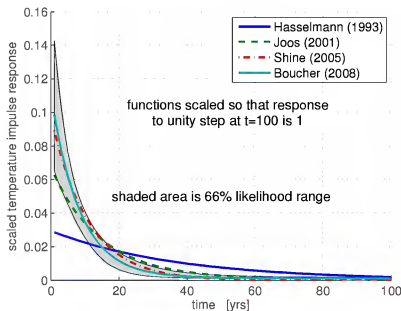 0.16
0.14
0.12
0.1
0.08
0.06
0.04
0.02
0
scaled temperature impulse response
Hasselmann (1993)
Joos (2001)
Shine (2005)
Boucher (2008)
functions scaled so that response
to unity step at t=100 is 1
shaded area is 66% likelihood range
0 20 40 60 80 100
time [yrs]